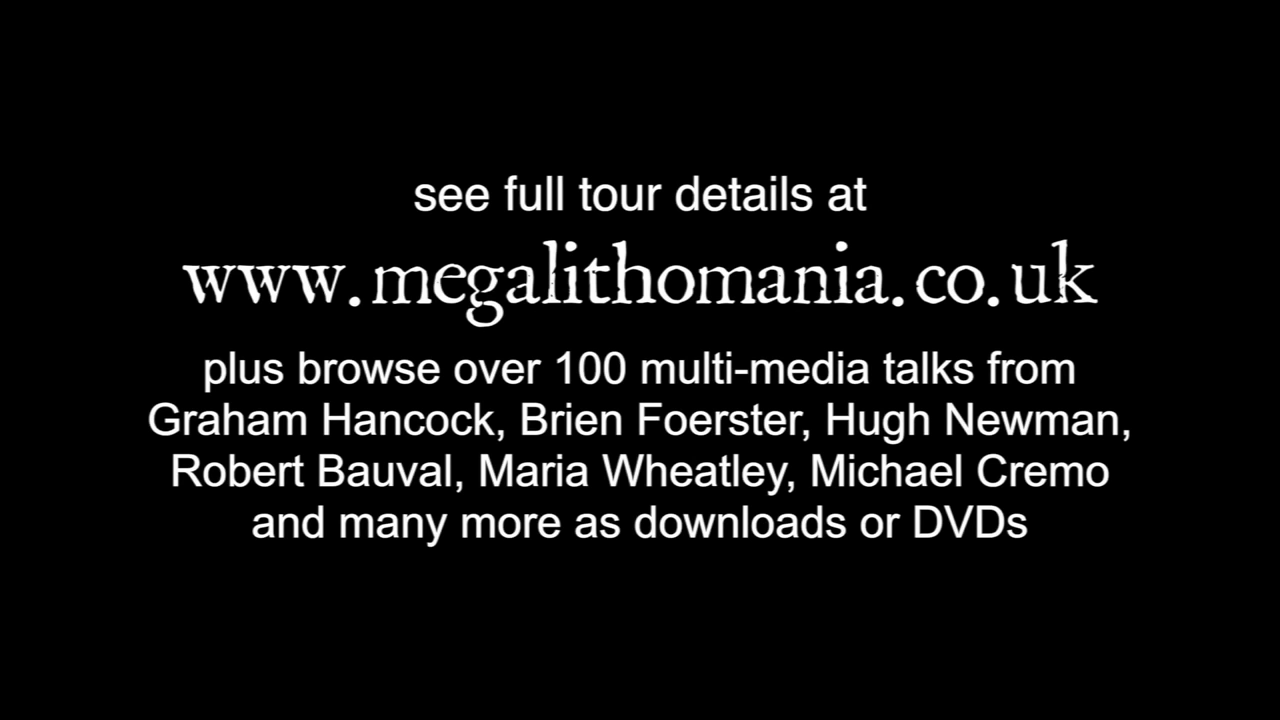 see full tour details at
www.megalithomania.co.uk
plus browse over 100 multi-media talks from
Graham Hancock, Brien Foerster, Hugh Newman,
Robert Bauval, Maria Wheatley, Michael Cremo
and many more as downloads or DVDs